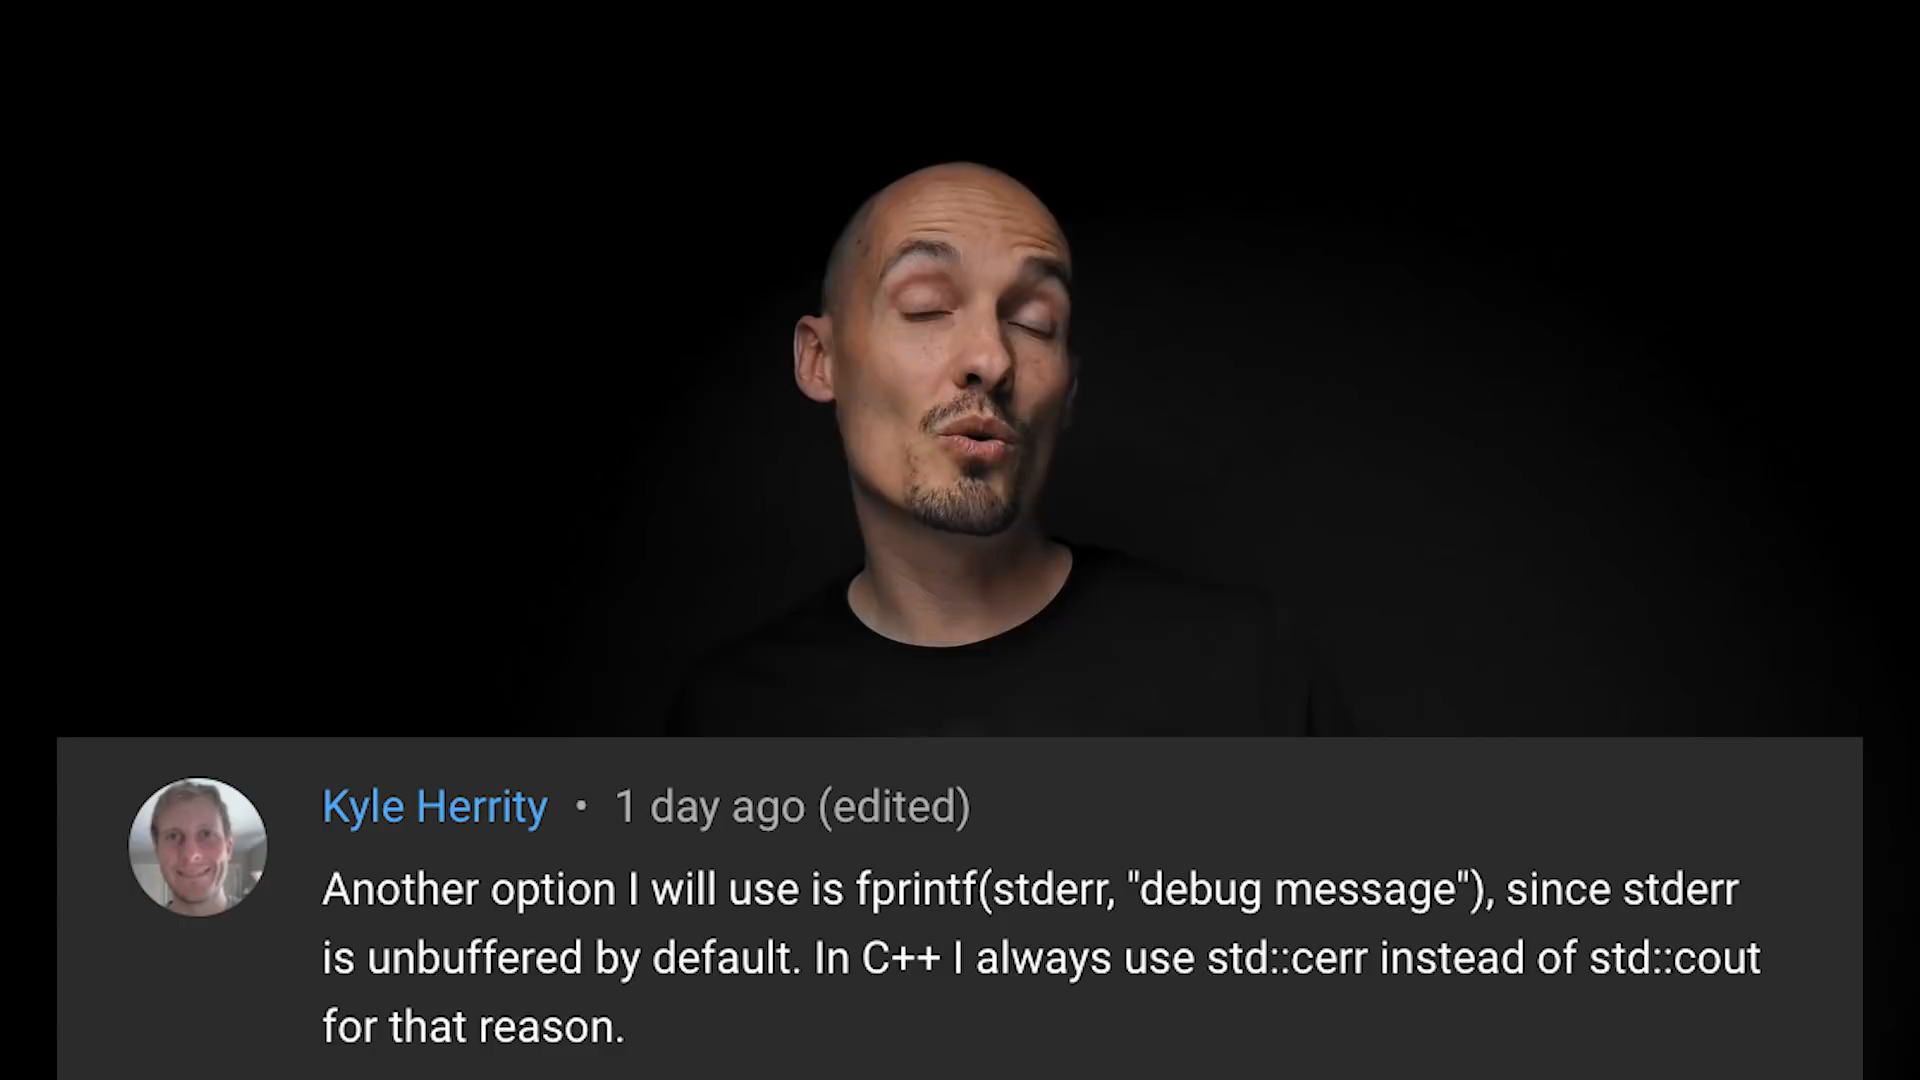 Kyle Herrity • 1 day ago (edited)
Another option I will use is fprintf(stderr, "debug message"), since stderr
is unbuffered by default. In C++ I always use std::cerr instead of std::cout
for that reason.